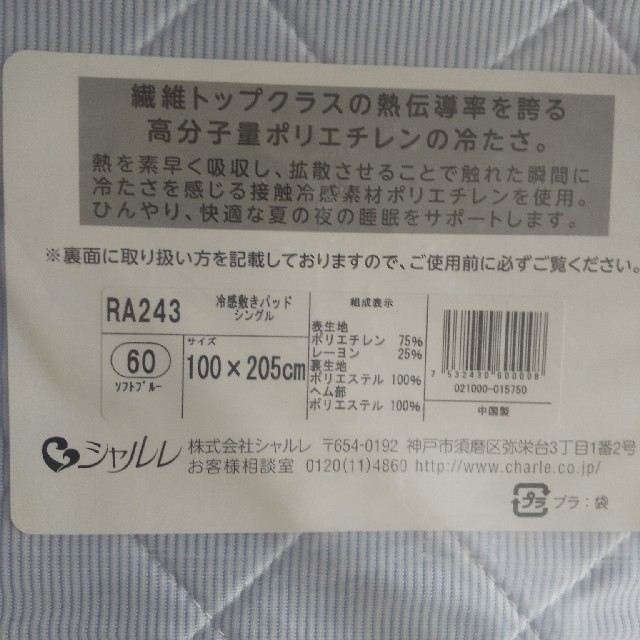 繊維トップクラスの熱伝導率を誇る
高分子量ポリエチレンの冷たさ。
熱を素早く吸収し、拡散させることで触れた瞬間に
冷たさを感じる接触冷感素材ポリエチレンを使用。
ひんやり、快適な夏の夜の睡眠をサポートします。
※裏面に取り扱い方を記載しておりますので、ご使用前に必ずご覧ください。
RA243 冷感敷きパッド
シングル
60
ソフトブルー
サイズ
100×205cm
組成表示
表生地
ポリエチレン 75%
レーヨン 25%
裏生地
ポリエステル 100%
ヘム部
ポリエステル 100%
7 532430 000008
021000-015750
中国製
シャルレ
株式会社シャルレ 〒654-0192 神戸市須磨区弥栄台3丁目1番2号
お客様相談室 0120(11)4860 http://www.charle.co.jp/
プラ プラ:袋